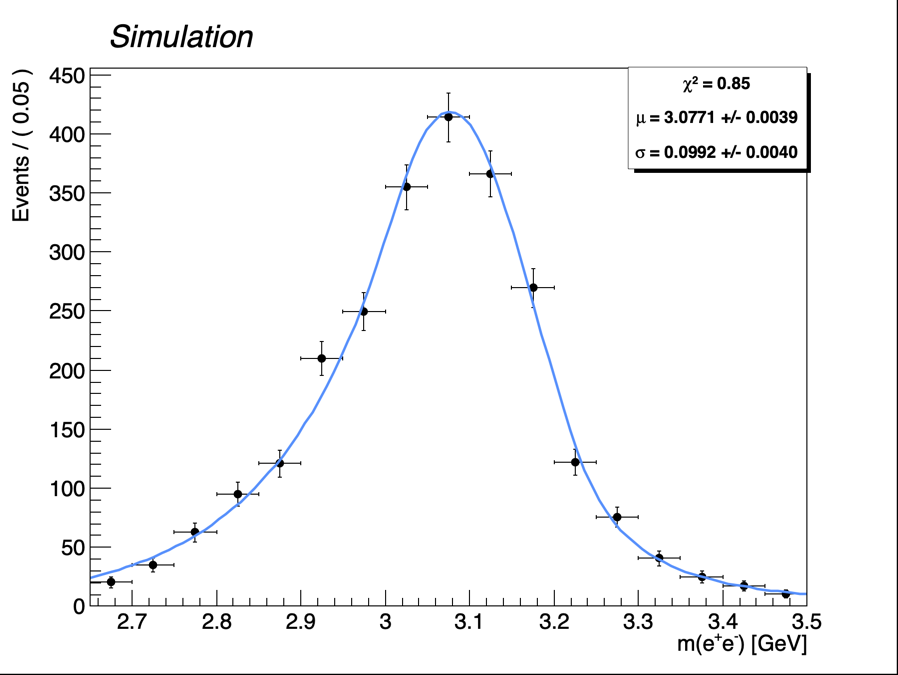 Simulation
χ² = 0.85
μ = 3.0771 +/- 0.0039
σ = 0.0992 +/- 0.0040
Events / ( 0.05 )
450
400
350
300
250
200
150
100
50
0
2.7 2.8 2.9 3 3.1 3.2 3.3 3.4 3.5
m(e⁺e⁻) [GeV]